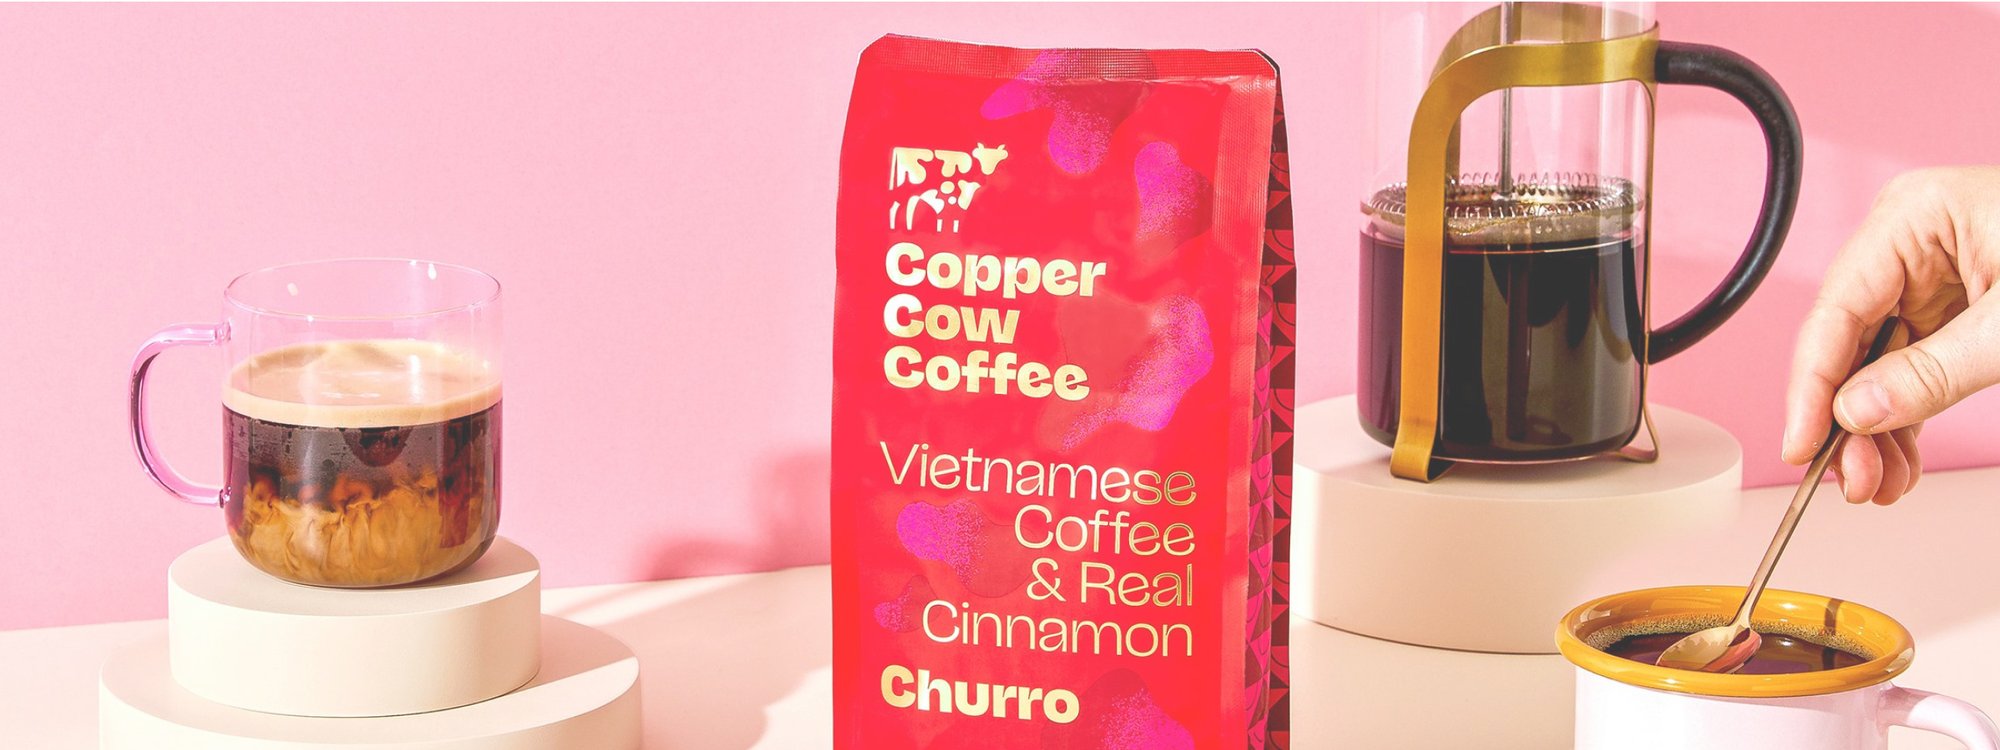 Copper
Cow
Coffee
Vietnamese
Coffee
& Real
Cinnamon
Churro